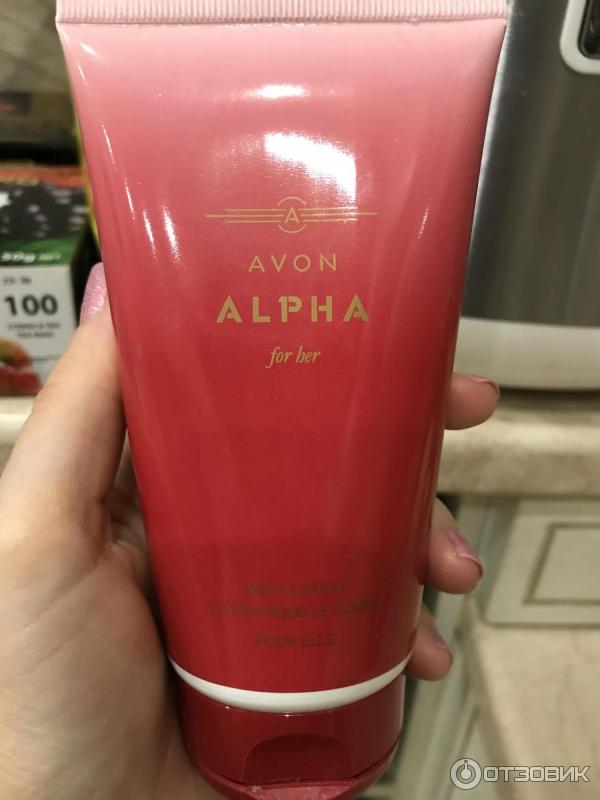 A
AVON
ALPHA
for her
BODY LOTION
LOTION POUR LE CORPS
POUR ELLE
100
ОТЗОВИК